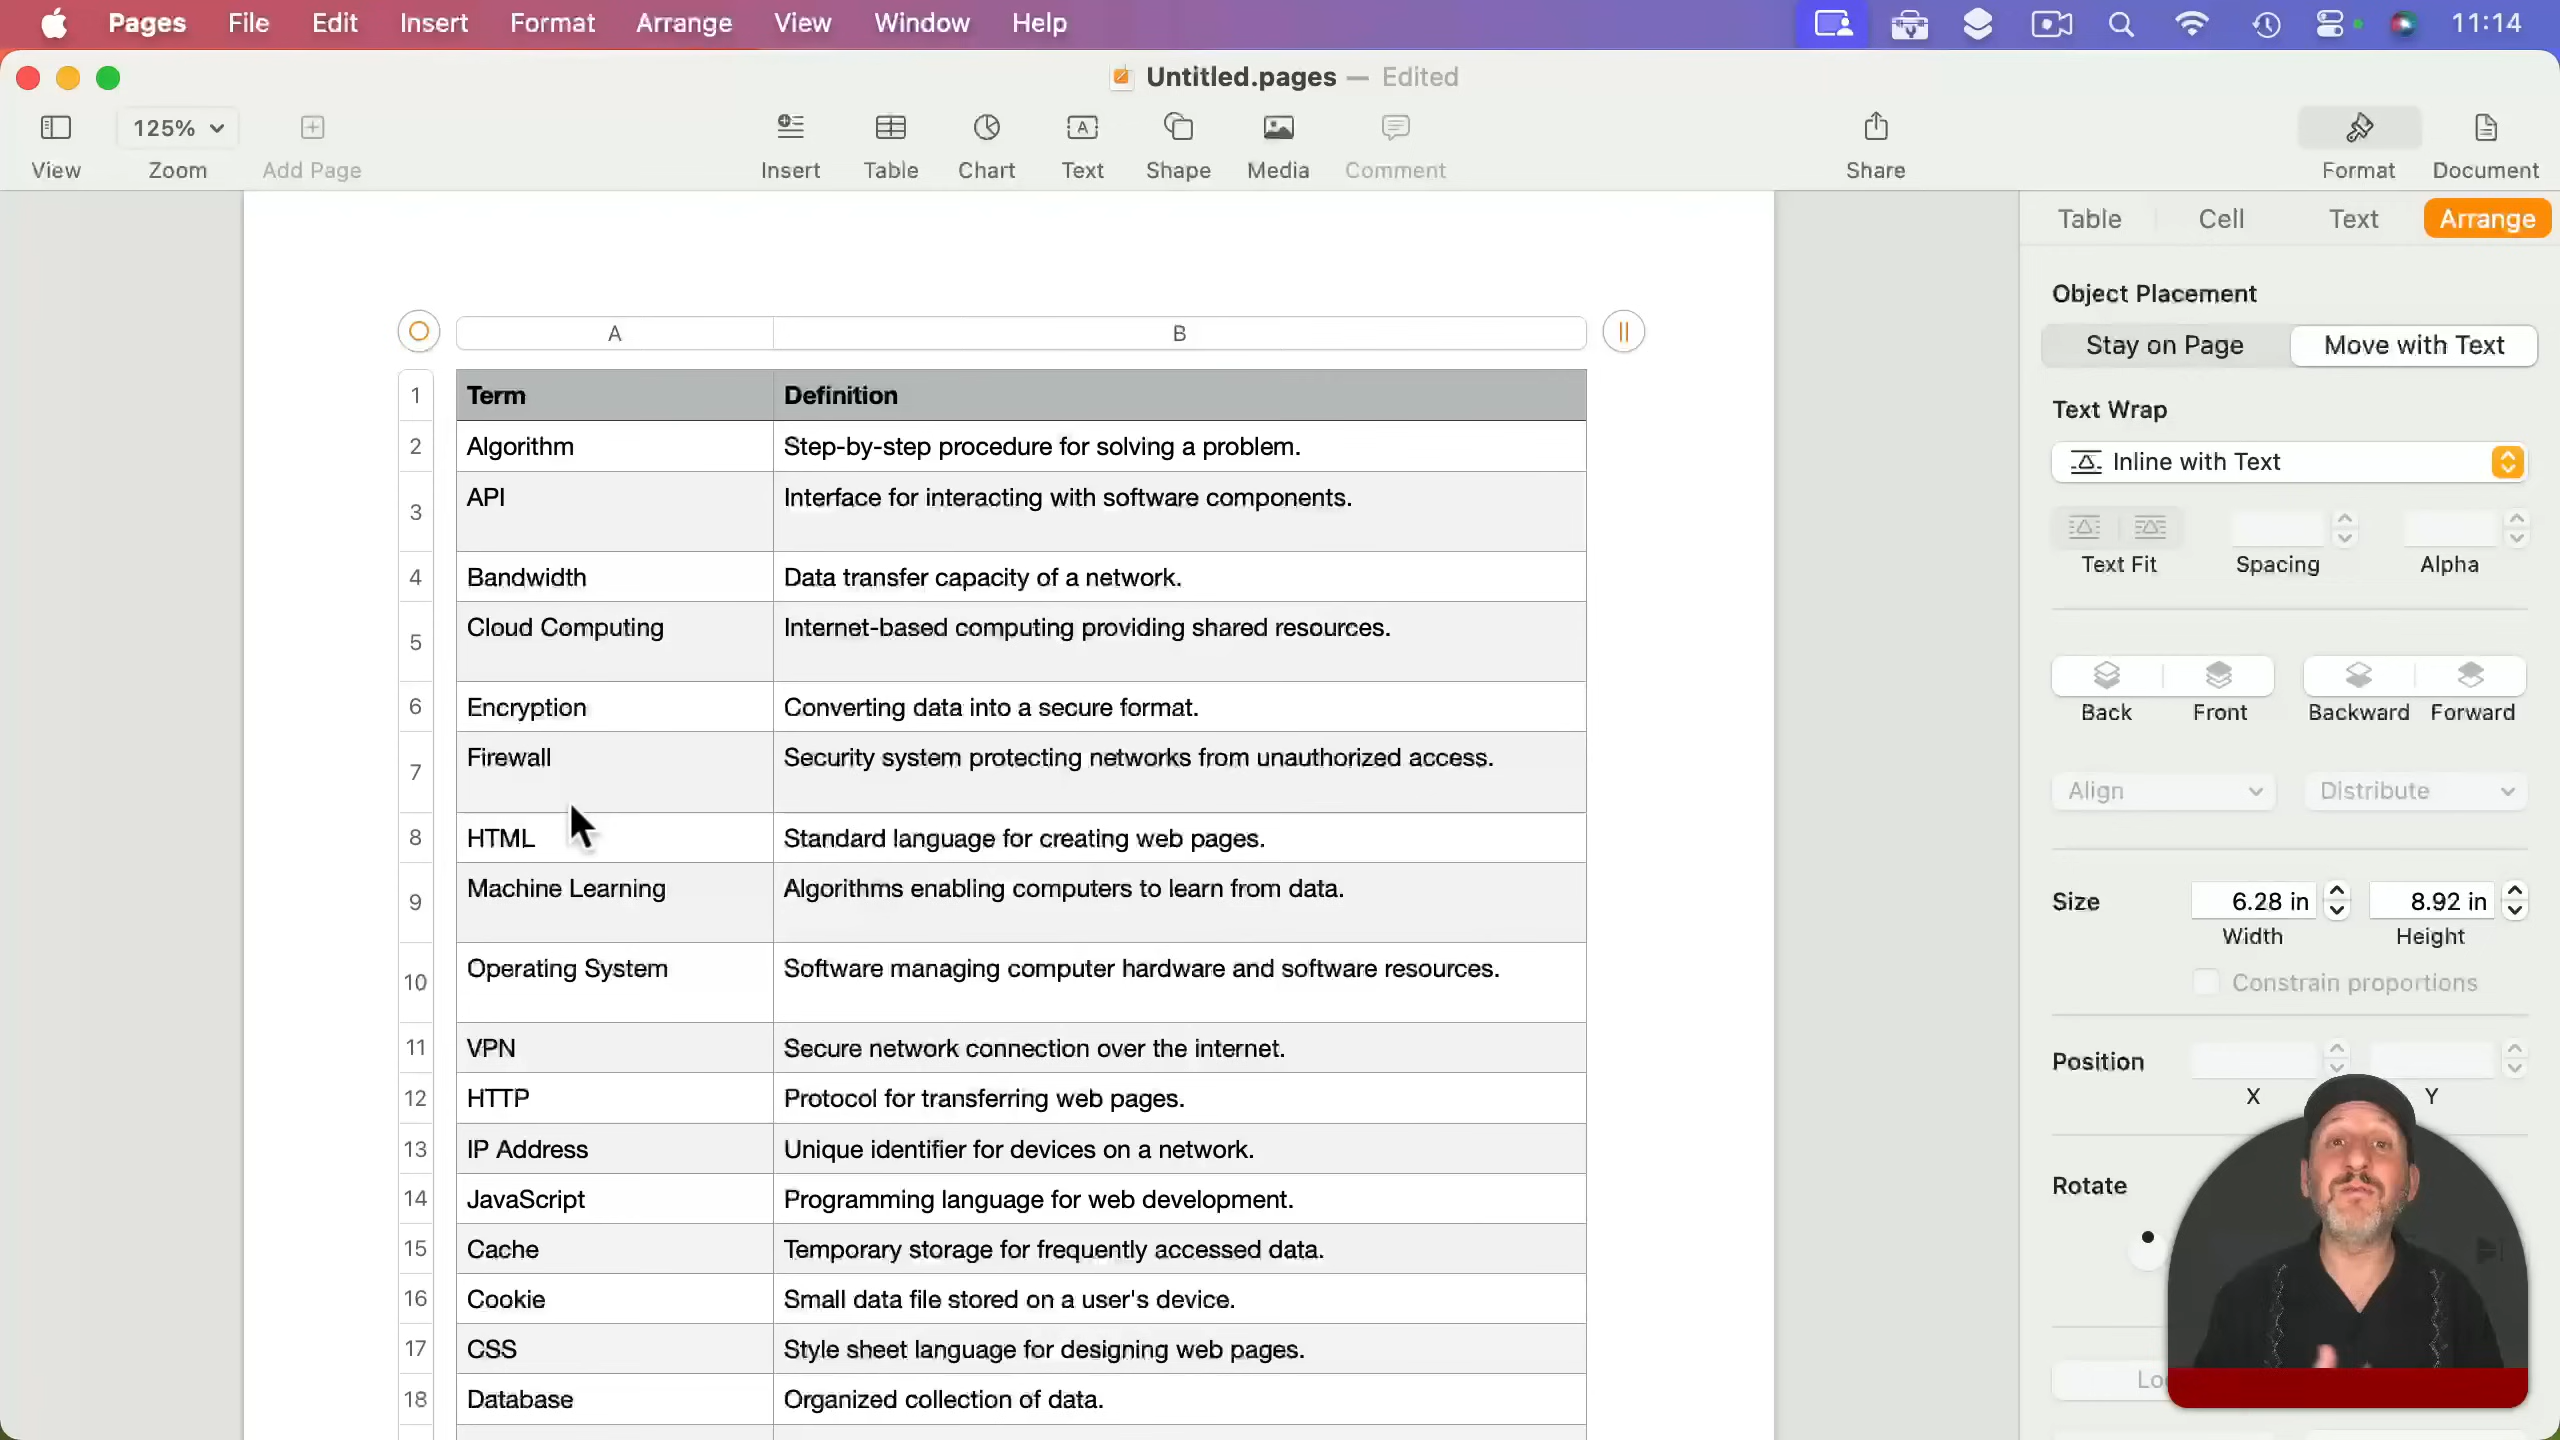 Pages File Edit Insert Format Arrange View Window Help 11:14
Untitled.pages — Edited
125%
View Zoom Add Page Insert Table Chart Text Shape Media Comment Share Format Document
Table Cell Text Arrange
Object Placement
Stay on Page Move with Text
Text Wrap
Inline with Text
Text Fit Spacing Alpha
Back Front Backward Forward
Align Distribute
Size 6.28 in 8.92 in
Width Height
Constrain proportions
Position
X Y
Rotate
A B
1 Term Definition
2 Algorithm Step-by-step procedure for solving a problem.
3 API Interface for interacting with software components.
4 Bandwidth Data transfer capacity of a network.
5 Cloud Computing Internet-based computing providing shared resources.
6 Encryption Converting data into a secure format.
7 Firewall Security system protecting networks from unauthorized access.
8 HTML Standard language for creating web pages.
9 Machine Learning Algorithms enabling computers to learn from data.
10 Operating System Software managing computer hardware and software resources.
11 VPN Secure network connection over the internet.
12 HTTP Protocol for transferring web pages.
13 IP Address Unique identifier for devices on a network.
14 JavaScript Programming language for web development.
15 Cache Temporary storage for frequently accessed data.
16 Cookie Small data file stored on a user's device.
17 CSS Style sheet language for designing web pages.
18 Database Organized collection of data.